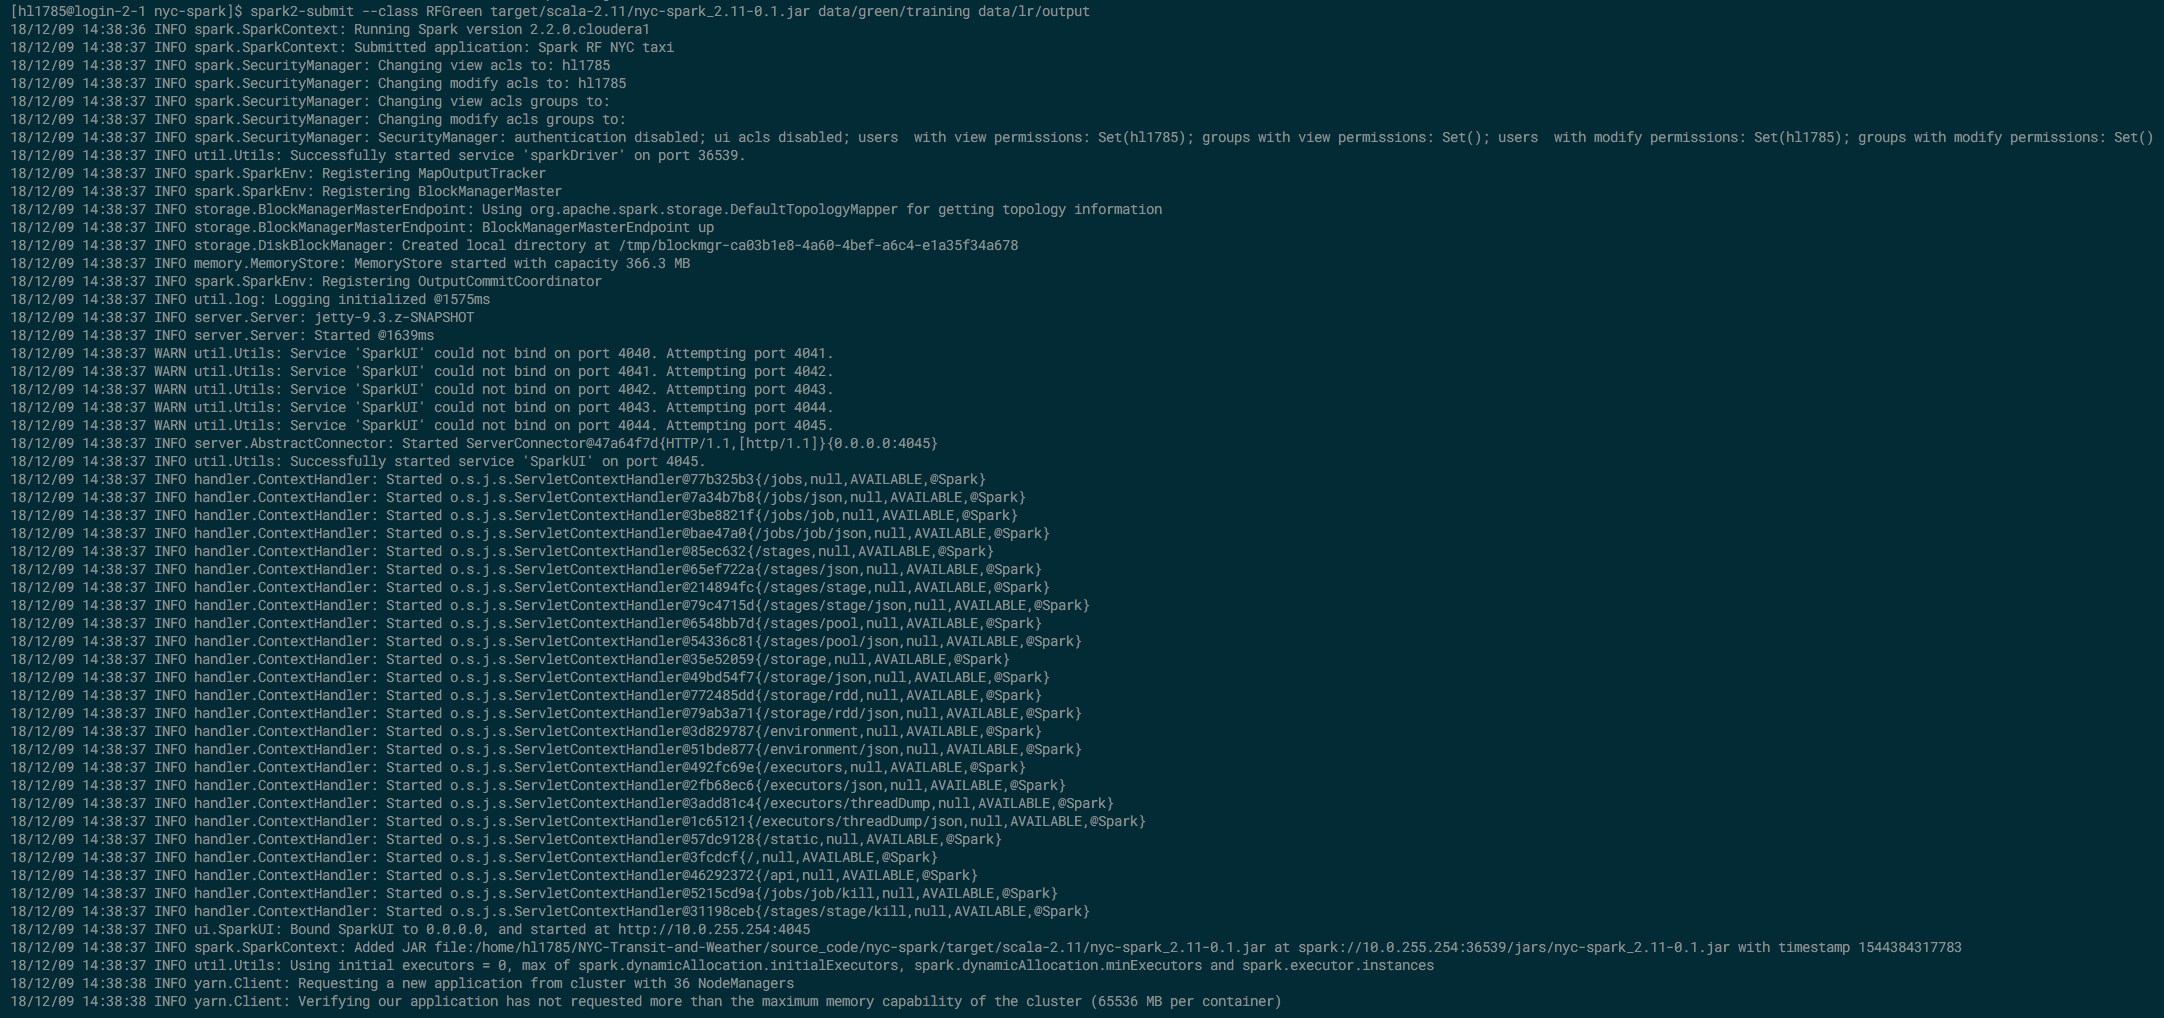 [hl1785@login-2-1 nyc-spark]$ spark2-submit --class RFGreen target/scala-2.11/nyc-spark_2.11-0.1.jar data/green/training data/lr/output
18/12/09 14:38:36 INFO spark.SparkContext: Running Spark version 2.2.0.cloudera1
18/12/09 14:38:37 INFO spark.SparkContext: Submitted application: Spark RF NYC taxi
18/12/09 14:38:37 INFO spark.SecurityManager: Changing view acls to: hl1785
18/12/09 14:38:37 INFO spark.SecurityManager: Changing modify acls to: hl1785
18/12/09 14:38:37 INFO spark.SecurityManager: Changing view acls groups to:
18/12/09 14:38:37 INFO spark.SecurityManager: Changing modify acls groups to:
18/12/09 14:38:37 INFO spark.SecurityManager: SecurityManager: authentication disabled; ui acls disabled; users  with view permissions: Set(hl1785); groups with view permissions: Set(); users  with modify permissions: Set(hl1785); groups with modify permissions: Set()
18/12/09 14:38:37 INFO util.Utils: Successfully started service 'sparkDriver' on port 36539.
18/12/09 14:38:37 INFO spark.SparkEnv: Registering MapOutputTracker
18/12/09 14:38:37 INFO spark.SparkEnv: Registering BlockManagerMaster
18/12/09 14:38:37 INFO storage.BlockManagerMasterEndpoint: Using org.apache.spark.storage.DefaultTopologyMapper for getting topology information
18/12/09 14:38:37 INFO storage.BlockManagerMasterEndpoint: BlockManagerMasterEndpoint up
18/12/09 14:38:37 INFO storage.DiskBlockManager: Created local directory at /tmp/blockmgr-ca03b1e8-4a60-4bef-a6c4-e1a35f34a678
18/12/09 14:38:37 INFO memory.MemoryStore: MemoryStore started with capacity 366.3 MB
18/12/09 14:38:37 INFO spark.SparkEnv: Registering OutputCommitCoordinator
18/12/09 14:38:37 INFO util.log: Logging initialized @1575ms
18/12/09 14:38:37 INFO server.Server: jetty-9.3.z-SNAPSHOT
18/12/09 14:38:37 INFO server.Server: Started @1639ms
18/12/09 14:38:37 WARN util.Utils: Service 'SparkUI' could not bind on port 4040. Attempting port 4041.
18/12/09 14:38:37 WARN util.Utils: Service 'SparkUI' could not bind on port 4041. Attempting port 4042.
18/12/09 14:38:37 WARN util.Utils: Service 'SparkUI' could not bind on port 4042. Attempting port 4043.
18/12/09 14:38:37 WARN util.Utils: Service 'SparkUI' could not bind on port 4043. Attempting port 4044.
18/12/09 14:38:37 WARN util.Utils: Service 'SparkUI' could not bind on port 4044. Attempting port 4045.
18/12/09 14:38:37 INFO server.AbstractConnector: Started ServerConnector@47a64f7d{HTTP/1.1,[http/1.1]}{0.0.0.0:4045}
18/12/09 14:38:37 INFO util.Utils: Successfully started service 'SparkUI' on port 4045.
18/12/09 14:38:37 INFO handler.ContextHandler: Started o.s.j.s.ServletContextHandler@77b325b3{/jobs,null,AVAILABLE,@Spark}
18/12/09 14:38:37 INFO handler.ContextHandler: Started o.s.j.s.ServletContextHandler@7a34b7b8{/jobs/json,null,AVAILABLE,@Spark}
18/12/09 14:38:37 INFO handler.ContextHandler: Started o.s.j.s.ServletContextHandler@3be8821f{/jobs/job,null,AVAILABLE,@Spark}
18/12/09 14:38:37 INFO handler.ContextHandler: Started o.s.j.s.ServletContextHandler@bae47a0{/jobs/job/json,null,AVAILABLE,@Spark}
18/12/09 14:38:37 INFO handler.ContextHandler: Started o.s.j.s.ServletContextHandler@85ec632{/stages,null,AVAILABLE,@Spark}
18/12/09 14:38:37 INFO handler.ContextHandler: Started o.s.j.s.ServletContextHandler@65ef722a{/stages/json,null,AVAILABLE,@Spark}
18/12/09 14:38:37 INFO handler.ContextHandler: Started o.s.j.s.ServletContextHandler@214894fc{/stages/stage,null,AVAILABLE,@Spark}
18/12/09 14:38:37 INFO handler.ContextHandler: Started o.s.j.s.ServletContextHandler@79c4715d{/stages/stage/json,null,AVAILABLE,@Spark}
18/12/09 14:38:37 INFO handler.ContextHandler: Started o.s.j.s.ServletContextHandler@6548bb7d{/stages/pool,null,AVAILABLE,@Spark}
18/12/09 14:38:37 INFO handler.ContextHandler: Started o.s.j.s.ServletContextHandler@54336c81{/stages/pool/json,null,AVAILABLE,@Spark}
18/12/09 14:38:37 INFO handler.ContextHandler: Started o.s.j.s.ServletContextHandler@35e52059{/storage,null,AVAILABLE,@Spark}
18/12/09 14:38:37 INFO handler.ContextHandler: Started o.s.j.s.ServletContextHandler@49bd54f7{/storage/json,null,AVAILABLE,@Spark}
18/12/09 14:38:37 INFO handler.ContextHandler: Started o.s.j.s.ServletContextHandler@772485dd{/storage/rdd,null,AVAILABLE,@Spark}
18/12/09 14:38:37 INFO handler.ContextHandler: Started o.s.j.s.ServletContextHandler@79ab3a71{/storage/rdd/json,null,AVAILABLE,@Spark}
18/12/09 14:38:37 INFO handler.ContextHandler: Started o.s.j.s.ServletContextHandler@3d829787{/environment,null,AVAILABLE,@Spark}
18/12/09 14:38:37 INFO handler.ContextHandler: Started o.s.j.s.ServletContextHandler@51bde877{/environment/json,null,AVAILABLE,@Spark}
18/12/09 14:38:37 INFO handler.ContextHandler: Started o.s.j.s.ServletContextHandler@492fc69e{/executors,null,AVAILABLE,@Spark}
18/12/09 14:38:37 INFO handler.ContextHandler: Started o.s.j.s.ServletContextHandler@2fb68ec6{/executors/json,null,AVAILABLE,@Spark}
18/12/09 14:38:37 INFO handler.ContextHandler: Started o.s.j.s.ServletContextHandler@3add81c4{/executors/threadDump,null,AVAILABLE,@Spark}
18/12/09 14:38:37 INFO handler.ContextHandler: Started o.s.j.s.ServletContextHandler@1c65121{/executors/threadDump/json,null,AVAILABLE,@Spark}
18/12/09 14:38:37 INFO handler.ContextHandler: Started o.s.j.s.ServletContextHandler@57dc9128{/static,null,AVAILABLE,@Spark}
18/12/09 14:38:37 INFO handler.ContextHandler: Started o.s.j.s.ServletContextHandler@3fcdcf{/,null,AVAILABLE,@Spark}
18/12/09 14:38:37 INFO handler.ContextHandler: Started o.s.j.s.ServletContextHandler@46292372{/api,null,AVAILABLE,@Spark}
18/12/09 14:38:37 INFO handler.ContextHandler: Started o.s.j.s.ServletContextHandler@5215cd9a{/jobs/job/kill,null,AVAILABLE,@Spark}
18/12/09 14:38:37 INFO handler.ContextHandler: Started o.s.j.s.ServletContextHandler@31198ceb{/stages/stage/kill,null,AVAILABLE,@Spark}
18/12/09 14:38:37 INFO ui.SparkUI: Bound SparkUI to 0.0.0.0, and started at http://10.0.255.254:4045
18/12/09 14:38:37 INFO spark.SparkContext: Added JAR file:/home/hl1785/NYC-Transit-and-Weather/source_code/nyc-spark/target/scala-2.11/nyc-spark_2.11-0.1.jar at spark://10.0.255.254:36539/jars/nyc-spark_2.11-0.1.jar with timestamp 1544384317783
18/12/09 14:38:37 INFO util.Utils: Using initial executors = 0, max of spark.dynamicAllocation.initialExecutors, spark.dynamicAllocation.minExecutors and spark.executor.instances
18/12/09 14:38:38 INFO yarn.Client: Requesting a new application from cluster with 36 NodeManagers
18/12/09 14:38:38 INFO yarn.Client: Verifying our application has not requested more than the maximum memory capability of the cluster (65536 MB per container)